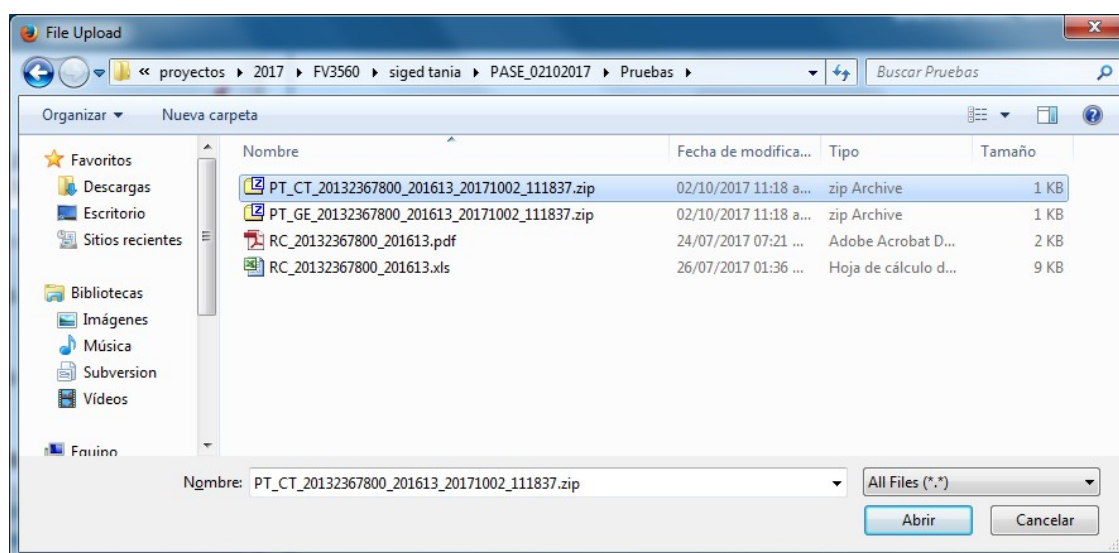 File Upload
« proyectos ▸ 2017 ▸ FV3560 ▸ siged tania ▸ PASE_02102017 ▸ Pruebas ▸ Buscar Pruebas
Organizar Nueva carpeta
Favoritos
Descargas
Escritorio
Sitios recientes
Bibliotecas
Imágenes
Música
Subversion
Vídeos
Equipo
Nombre Fecha de modifica... Tipo Tamaño
PT_CT_20132367800_201613_20171002_111837.zip 02/10/2017 11:18 a... zip Archive 1 KB
PT_GE_20132367800_201613_20171002_111837.zip 02/10/2017 11:18 a... zip Archive 1 KB
RC_20132367800_201613.pdf 24/07/2017 07:21 ... Adobe Acrobat D... 2 KB
RC_20132367800_201613.xls 26/07/2017 01:36 ... Hoja de cálculo d... 9 KB
Nombre: PT_CT_20132367800_201613_20171002_111837.zip All Files (*.*)
Abrir Cancelar